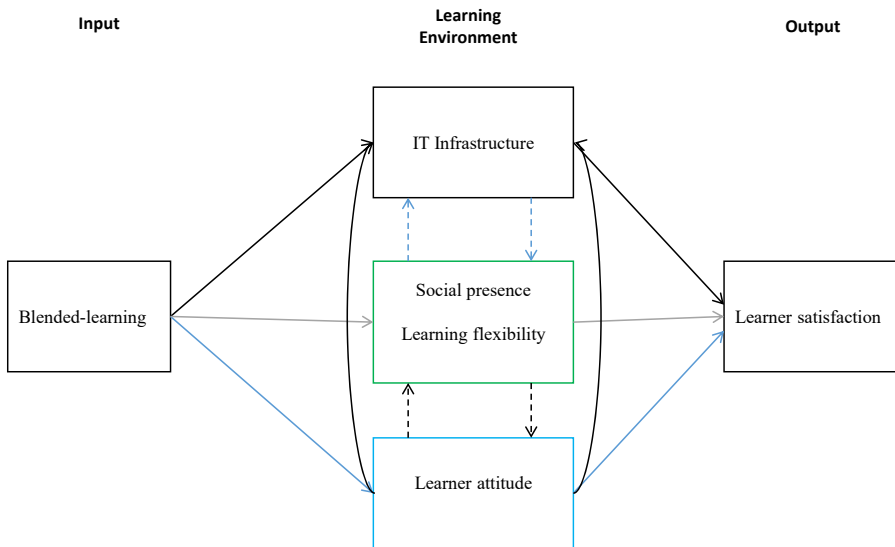 Input
Learning
Environment
Output
IT Infrastructure
Blended-learning
Social presence
Learning flexibility
Learner satisfaction
Learner attitude